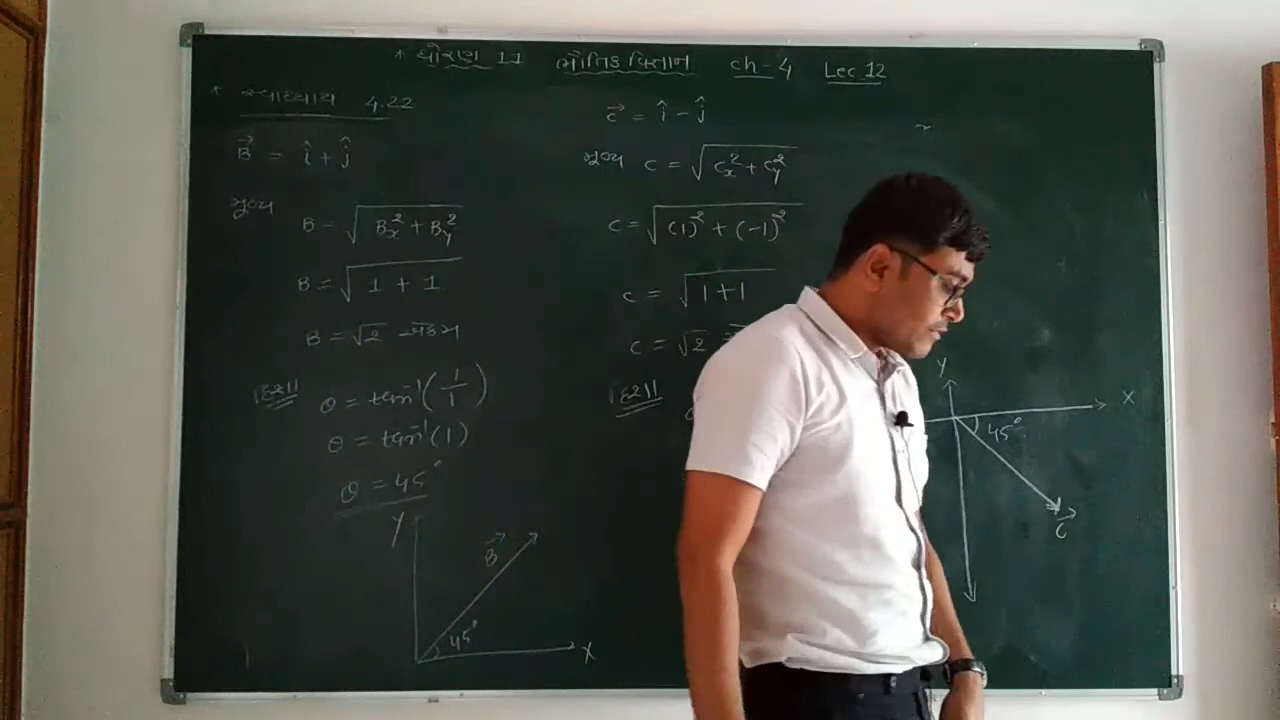 * ધોરણ 11 ભૌતિક વિજ્ઞાન ch-4 Lec 12
* સ્વાધ્યાય 4.22
B⃗ = î + ĵ
મૂલ્ય B = √(Bx² + By²)
B = √(1 + 1)
B = √2 એકમ
દિશા θ = tan⁻¹(1/1)
θ = tan⁻¹(1)
θ = 45°
Y
B⃗
45°
X
c⃗ = î - ĵ
મૂલ્ય c = √(cx² + cy²)
c = √((1)² + (-1)²)
c = √(1+1)
c = √2
દિશા
Y
X
45°
c⃗